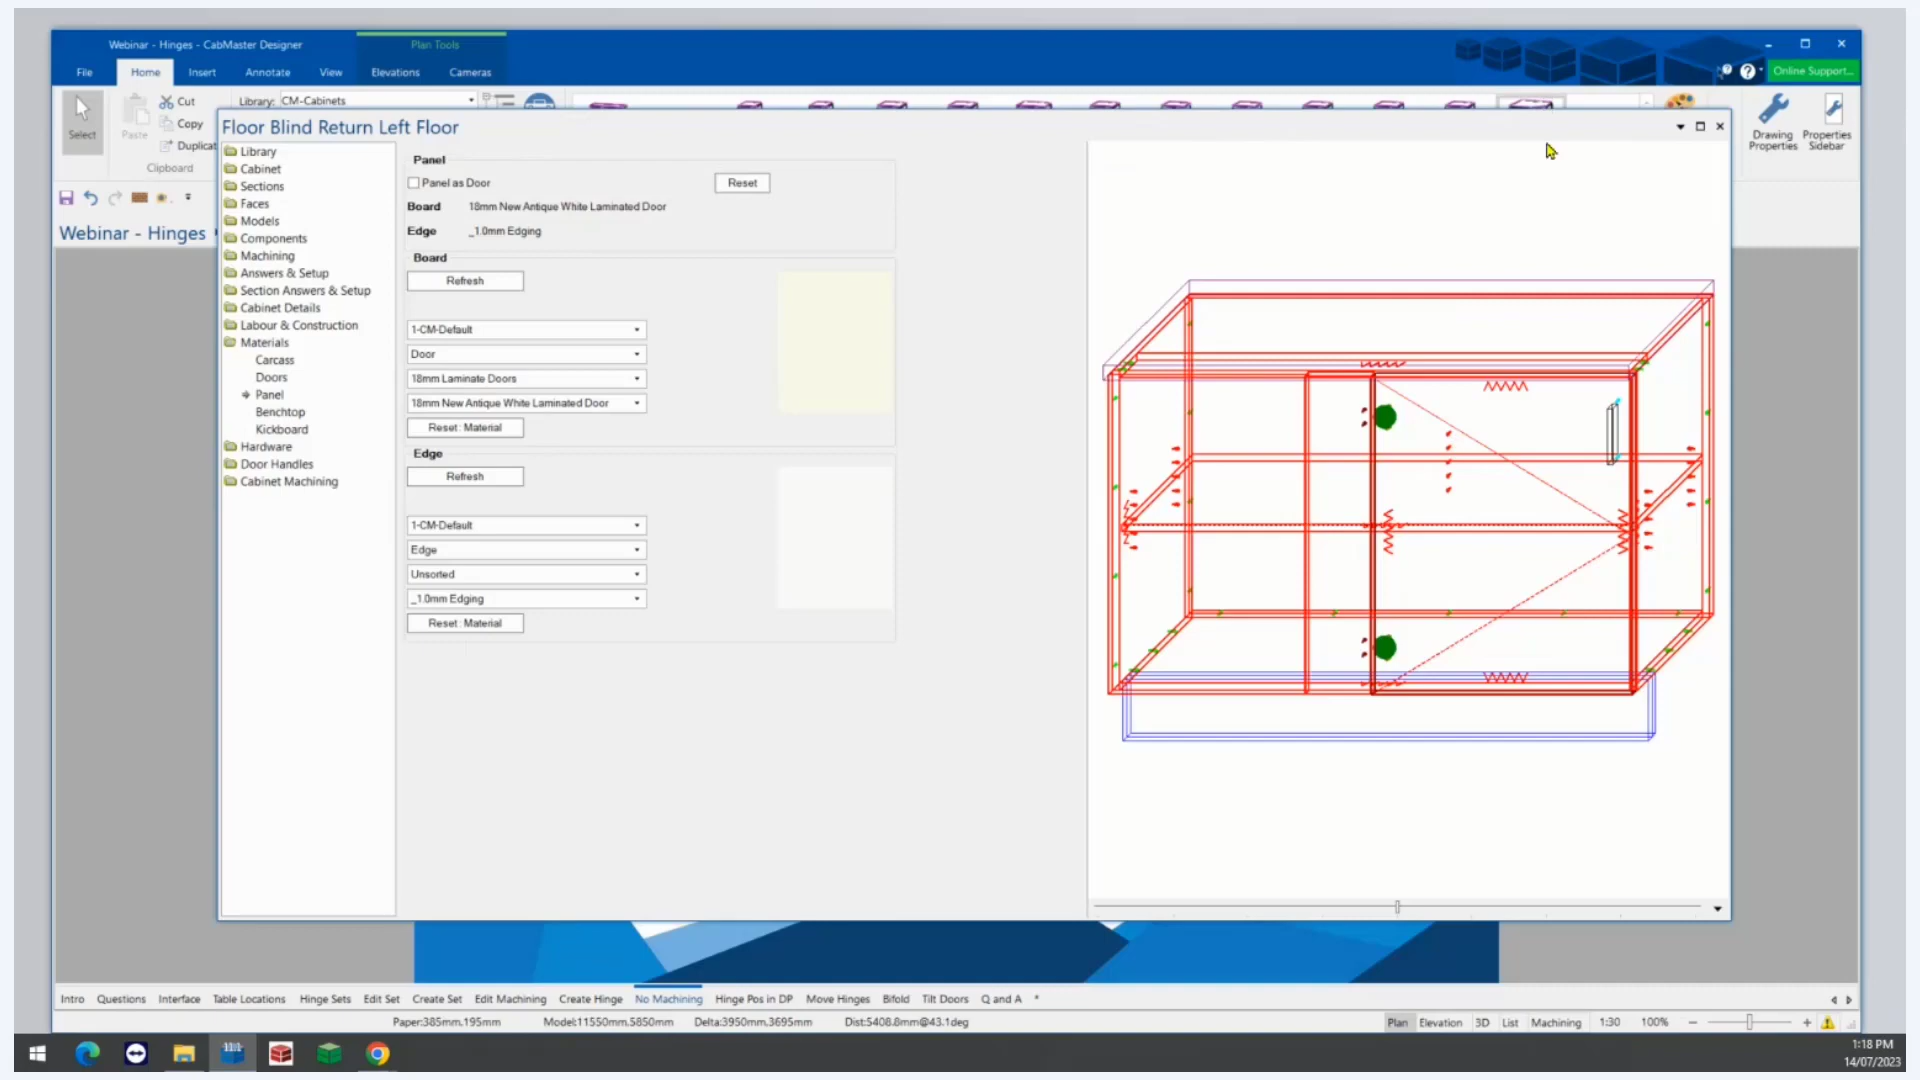 Webinar - Hinges - CabMaster Designer
Plan Tools
File Home Insert Annotate View Elevations Cameras
Online Support...
Select
Paste
Cut
Copy
Duplicat
Clipboard
Library: CM-Cabinets
Drawing Properties
Properties Sidebar
Webinar - Hinges
Floor Blind Return Left Floor
Library
Cabinet
Sections
Faces
Models
Components
Machining
Answers & Setup
Section Answers & Setup
Cabinet Details
Labour & Construction
Materials
Carcass
Doors
Panel
Benchtop
Kickboard
Hardware
Door Handles
Cabinet Machining
Panel
Panel as Door
Reset
Board 18mm New Antique White Laminated Door
Edge _1.0mm Edging
Board
Refresh
1-CM-Default
Door
18mm Laminate Doors
18mm New Antique White Laminated Door
Reset: Material
Edge
Refresh
1-CM-Default
Edge
Unsorted
_1.0mm Edging
Reset: Material
Intro Questions Interface Table Locations Hinge Sets Edit Set Create Set Edit Machining Create Hinge No Machining Hinge Pos in DP Move Hinges Bifold Tilt Doors Q and A *
Paper:385mm,195mm Model:11550mm,5850mm Delta:3950mm,3695mm Dist:5408.8mm@43.1deg
Plan Elevation 3D List Machining 1:30 100%
1:18 PM
14/07/2023